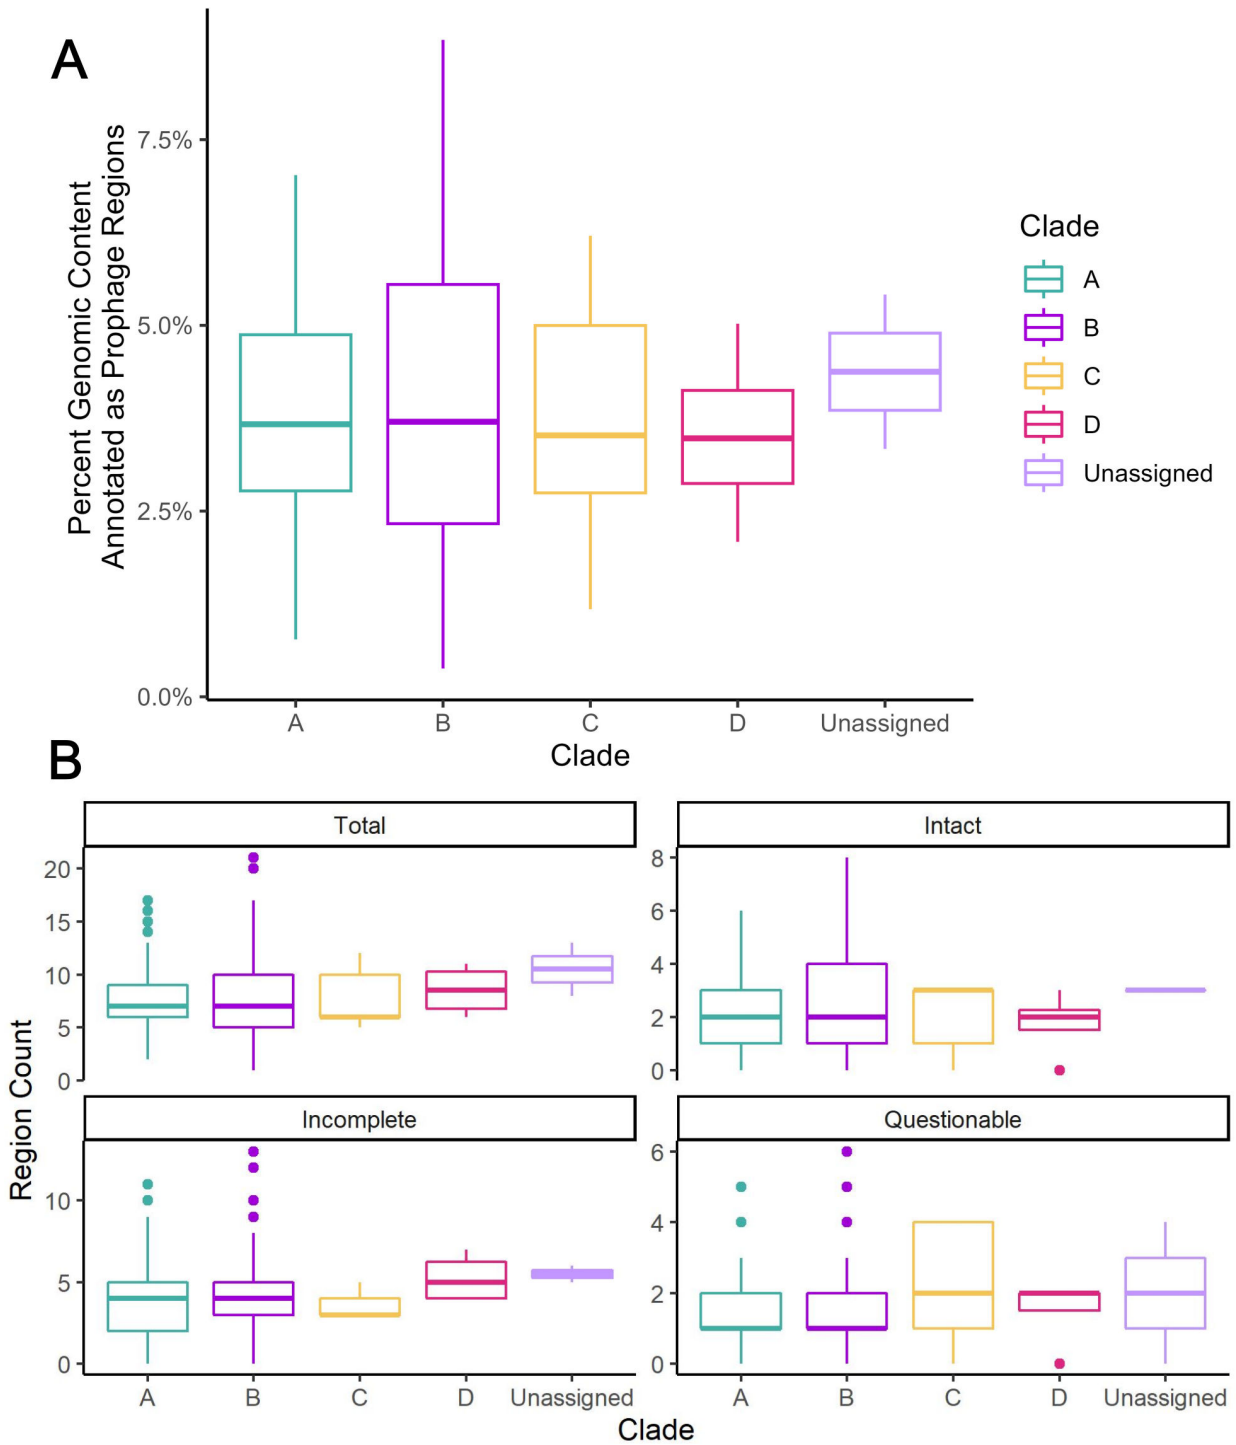 A
Percent Genomic Content
Annotated as Prophage Regions
7.5%
5.0%
2.5%
0.0%
A B C D Unassigned
Clade
Clade
A
B
C
D
Unassigned
B
Region Count
Total
20
15
10
5
0
Intact
8
6
4
2
0
Incomplete
10
5
0
A B C D Unassigned
Questionable
6
4
2
0
A B C D Unassigned
Clade